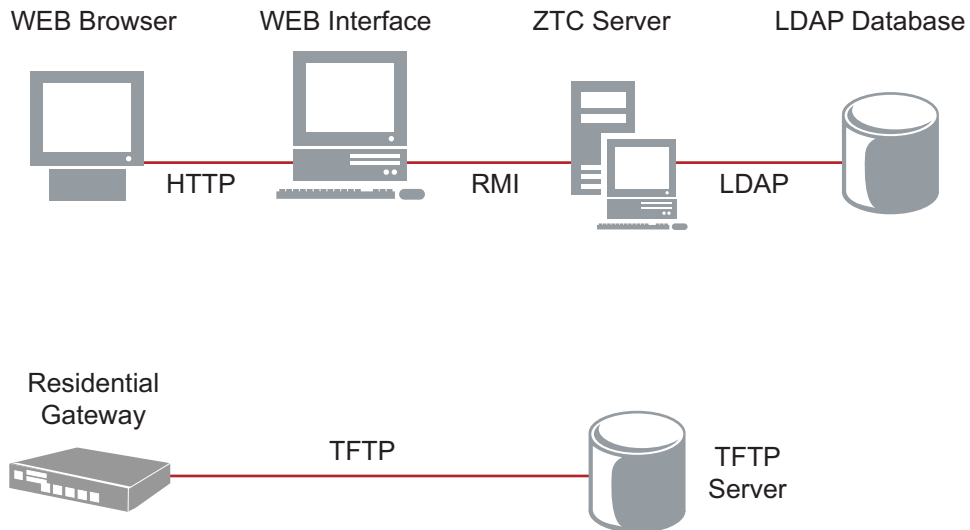 WEB Browser
WEB Interface
ZTC Server
LDAP Database
HTTP
RMI
LDAP
Residential
Gateway
TFTP
TFTP
Server